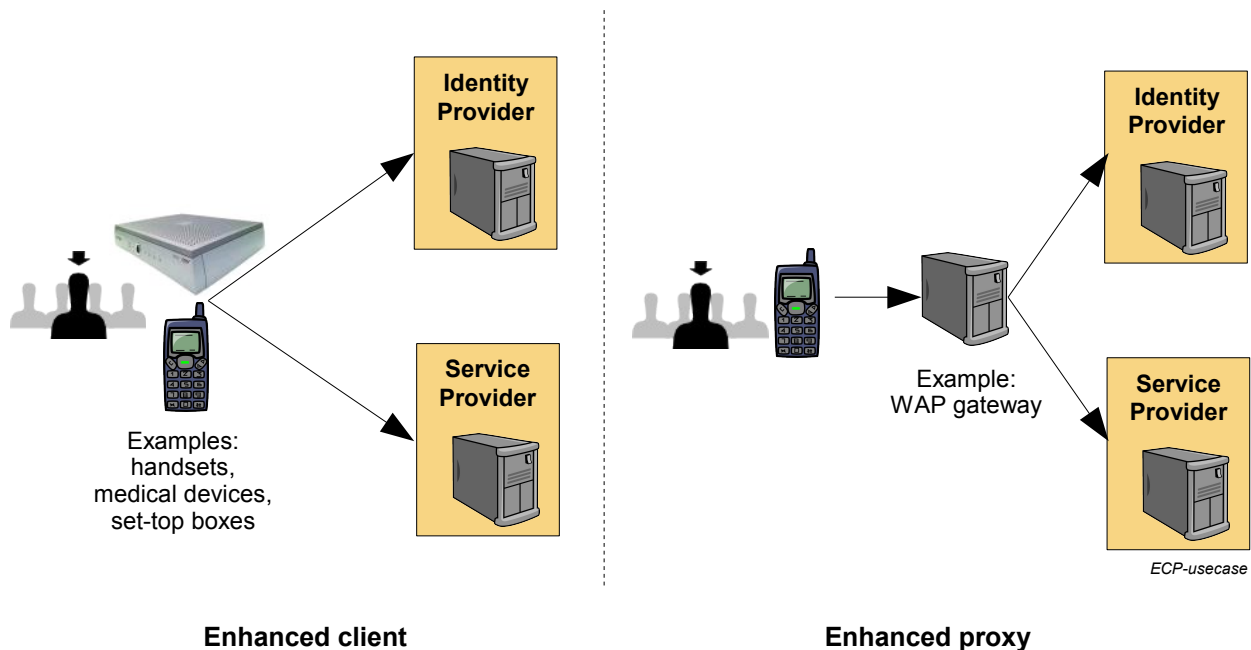 Identity
Provider
Service
Provider
Examples:
handsets,
medical devices,
set-top boxes
Enhanced client
Identity
Provider
Example:
WAP gateway
Service
Provider
ECP-usecase
Enhanced proxy